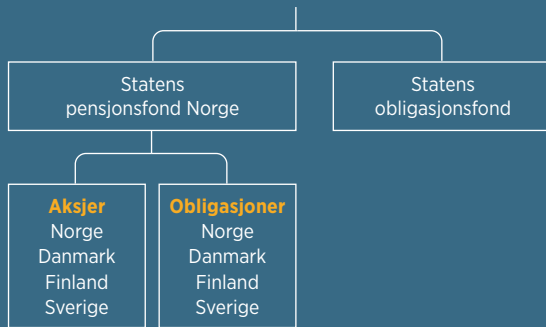 Statens
pensjonsfond Norge
Statens
obligasjonsfond
Aksjer
Norge
Danmark
Finland
Sverige
Obligasjoner
Norge
Danmark
Finland
Sverige